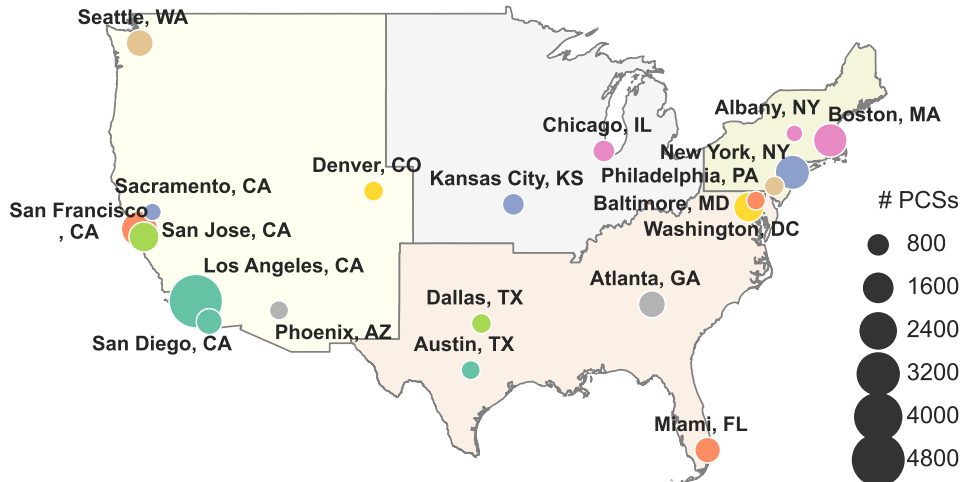 Seattle, WA
Albany, NY
Boston, MA
Chicago, IL
New York, NY
Denver, CO
Philadelphia, PA
Kansas City, KS
Sacramento, CA
Baltimore, MD
# PCSs
San Francisco
, CA
San Jose, CA
Washington, DC
800
Los Angeles, CA
Atlanta, GA
1600
Dallas, TX
2400
Phoenix, AZ
San Diego, CA
Austin, TX
3200
4000
Miami, FL
4800